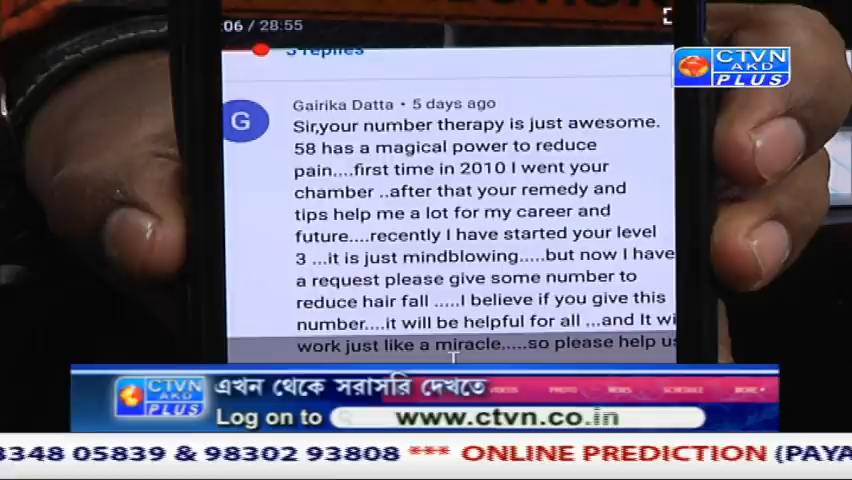 :06 / 28:55
3 replies
CTVN
AKD
PLUS
G
Gairika Datta • 5 days ago
Sir,your number therapy is just awesome.
58 has a magical power to reduce
pain....first time in 2010 I went your
chamber ..after that your remedy and
tips help me a lot for my career and
future....recently I have started your level
3 ...it is just mindblowing.....but now I have
a request please give some number to
reduce hair fall .....I believe if you give this
number....it will be helpful for all ...and It wi
work just like a miracle.....so please help us
CTVN
AKD
PLUS
এখন থেকে সরাসরি দেখতে
VIDEOS PHOTO NEWS SCHEDULE MORE
Log on to www.ctvn.co.in
3348 05839 & 98302 93808 *** ONLINE PREDICTION (PAYA